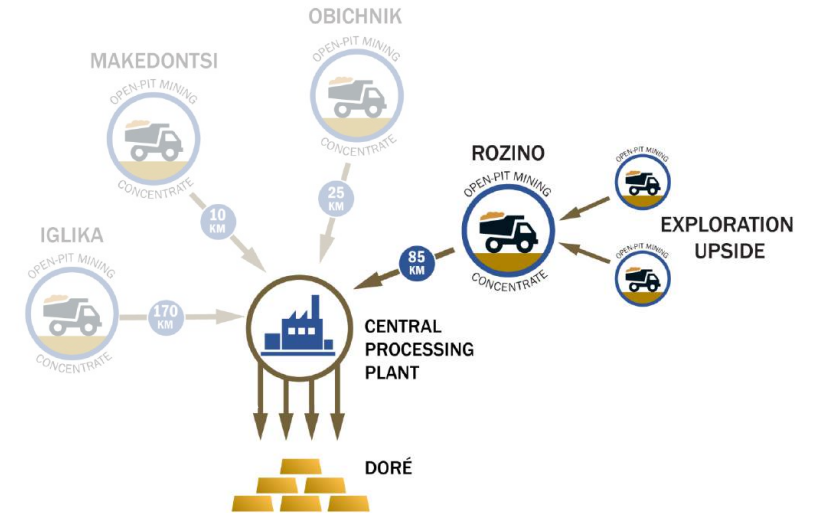 OBICHNIK
OPEN-PIT MINING
CONCENTRATE
MAKEDONTSI
OPEN-PIT MINING
CONCENTRATE
ROZINO
OPEN-PIT MINING
CONCENTRATE
OPEN-PIT MINING
EXPLORATION
UPSIDE
OPEN-PIT MINING
IGLIKA
OPEN-PIT MINING
CONCENTRATE
10
KM
25
KM
85
KM
170
KM
CENTRAL
PROCESSING
PLANT
DORÉ